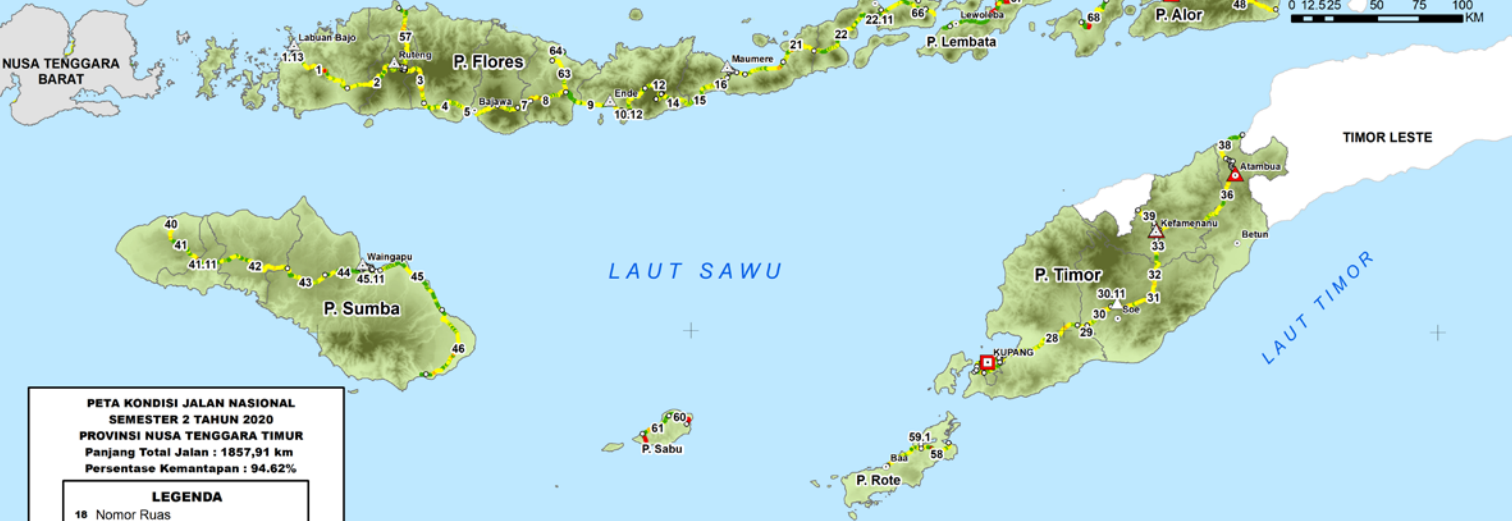 57
22.11
66
Lewoleba
68
48
0 12.5 25 50 75 100
KM
P. Alor
Labuan Bajo
1.13
22
P. Lembata
NUSA TENGGARA
BARAT
1
2
Ruteng
3
P. Flores
64
63
21
Maumere
16
4
5
Bajawa
7
8
9
Ende
10.12
12
14
15
TIMOR LESTE
38
Atambua
36
39
Kefamenanu
33
Betun
40
41
41.11
42
43
44
Waingapu
45.11
45
P. Sumba
46
LAUT SAWU
P. Timor
32
30.11
31
30
Soe
28
29
KUPANG
LAUT TIMOR
60
61
P. Sabu
59.1
58
Baa
P. Rote
PETA KONDISI JALAN NASIONAL
SEMESTER 2 TAHUN 2020
PROVINSI NUSA TENGGARA TIMUR
Panjang Total Jalan : 1857,91 km
Persentase Kemantapan : 94.62%
LEGENDA
18 Nomor Ruas